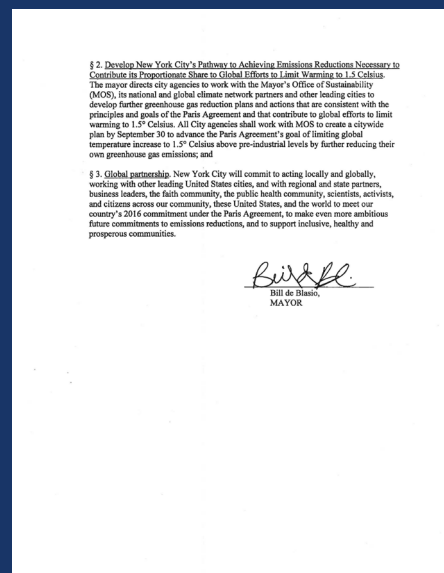 § 2. Develop New York City's Pathway to Achieving Emissions Reductions Necessary to
Contribute its Proportionate Share to Global Efforts to Limit Warming to 1.5 Celsius.
The mayor directs city agencies to work with the Mayor's Office of Sustainability
(MOS), its national and global climate network partners and other leading cities to
develop further greenhouse gas reduction plans and actions that are consistent with the
principles and goals of the Paris Agreement and that contribute to global efforts to limit
warming to 1.5° Celsius. All City agencies shall work with MOS to create a citywide
plan by September 30 to advance the Paris Agreement's goal of limiting global
temperature increase to 1.5° Celsius above pre-industrial levels by further reducing their
own greenhouse gas emissions; and
§ 3. Global partnership. New York City will commit to acting locally and globally,
working with other leading United States cities, and with regional and state partners,
business leaders, the faith community, the public health community, scientists, activists,
and citizens across our community, these United States, and the world to meet our
country's 2016 commitment under the Paris Agreement, to make even more ambitious
future commitments to emissions reductions, and to support inclusive, healthy and
prosperous communities.
Bill de Blasio,
MAYOR